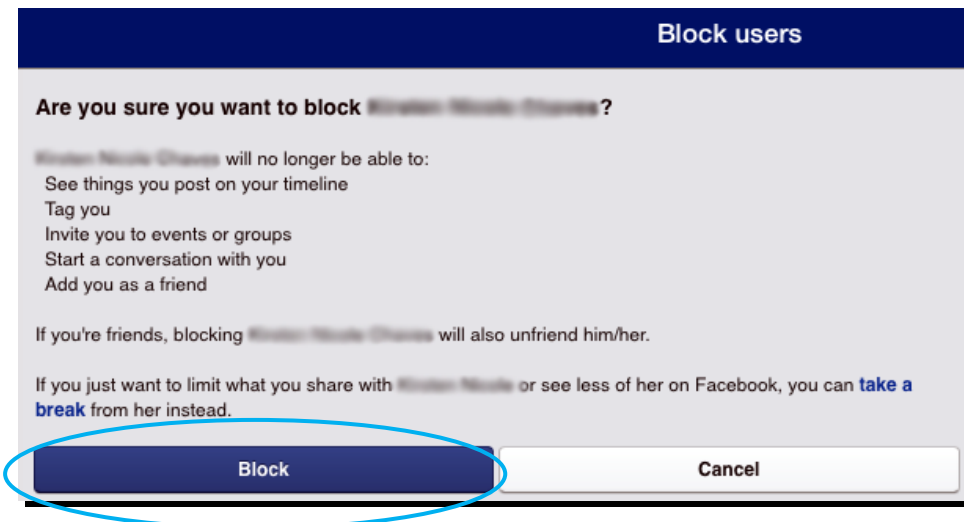 Block users
Are you sure you want to block ?
will no longer be able to:
See things you post on your timeline
Tag you
Invite you to events or groups
Start a conversation with you
Add you as a friend
If you're friends, blocking will also unfriend him/her.
If you just want to limit what you share with or see less of her on Facebook, you can take a
break from her instead.
Block
Cancel